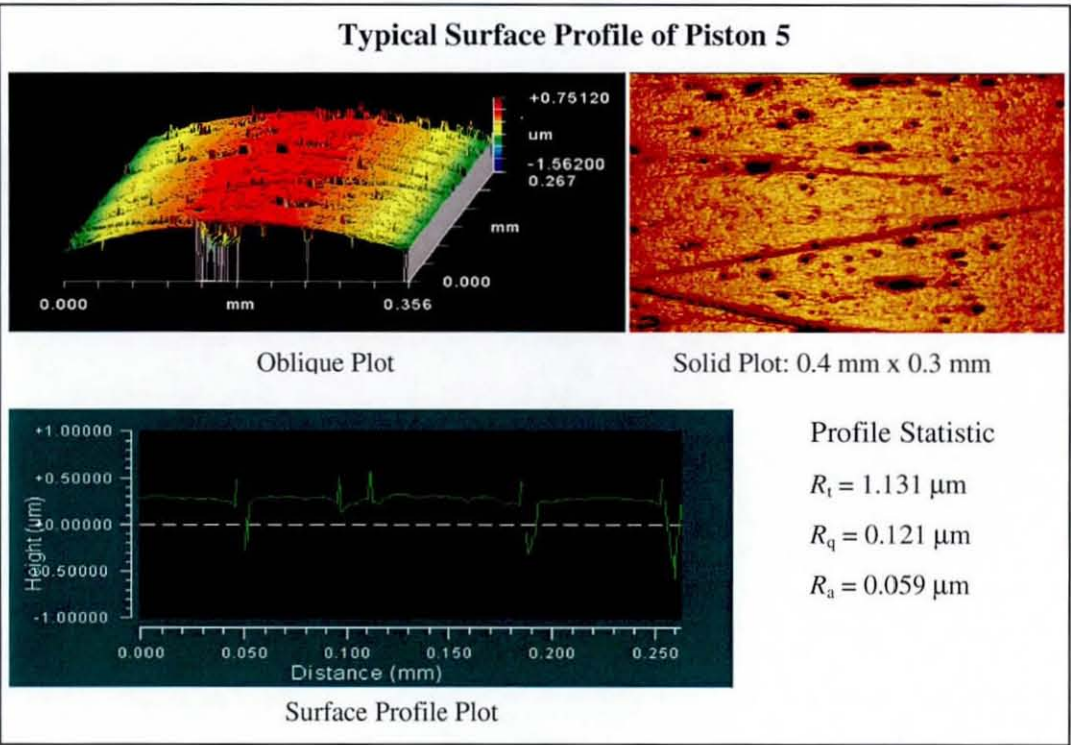 Typical Surface Profile of Piston 5
+0.75120
um
-1.56200
0.267
mm
0.000
0.000 mm 0.356
Oblique Plot
Solid Plot: 0.4 mm x 0.3 mm
+1.00000
+0.50000
+0.00000
0.50000
-1.00000
Height (um)
0.000 0.050 0.100 0.150 0.200 0.250
Distance (mm)
Surface Profile Plot
Profile Statistic
Rt = 1.131 μm
Rq = 0.121 μm
Ra = 0.059 μm